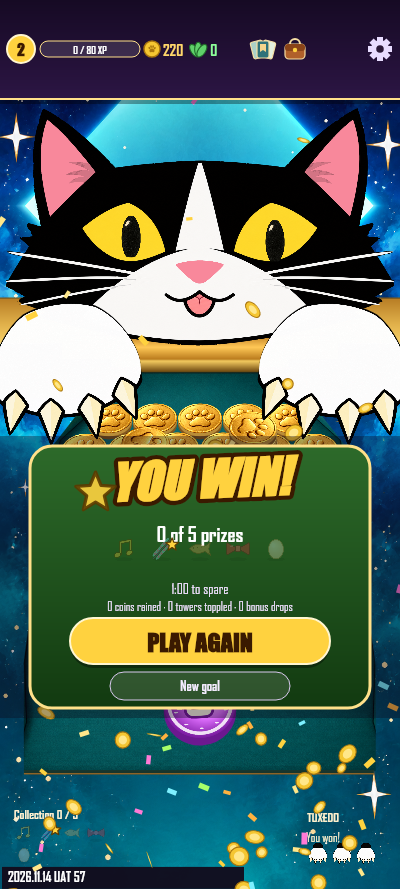 2
0 / 80 XP
220
0
YOU WIN!
0 of 5 prizes
1:00 to spare
0 coins rained · 0 towers toppled · 0 bonus drops
PLAY AGAIN
New goal
Collection 0 / 5
TUXEDO
You won!
2026.11.14 UAT 57